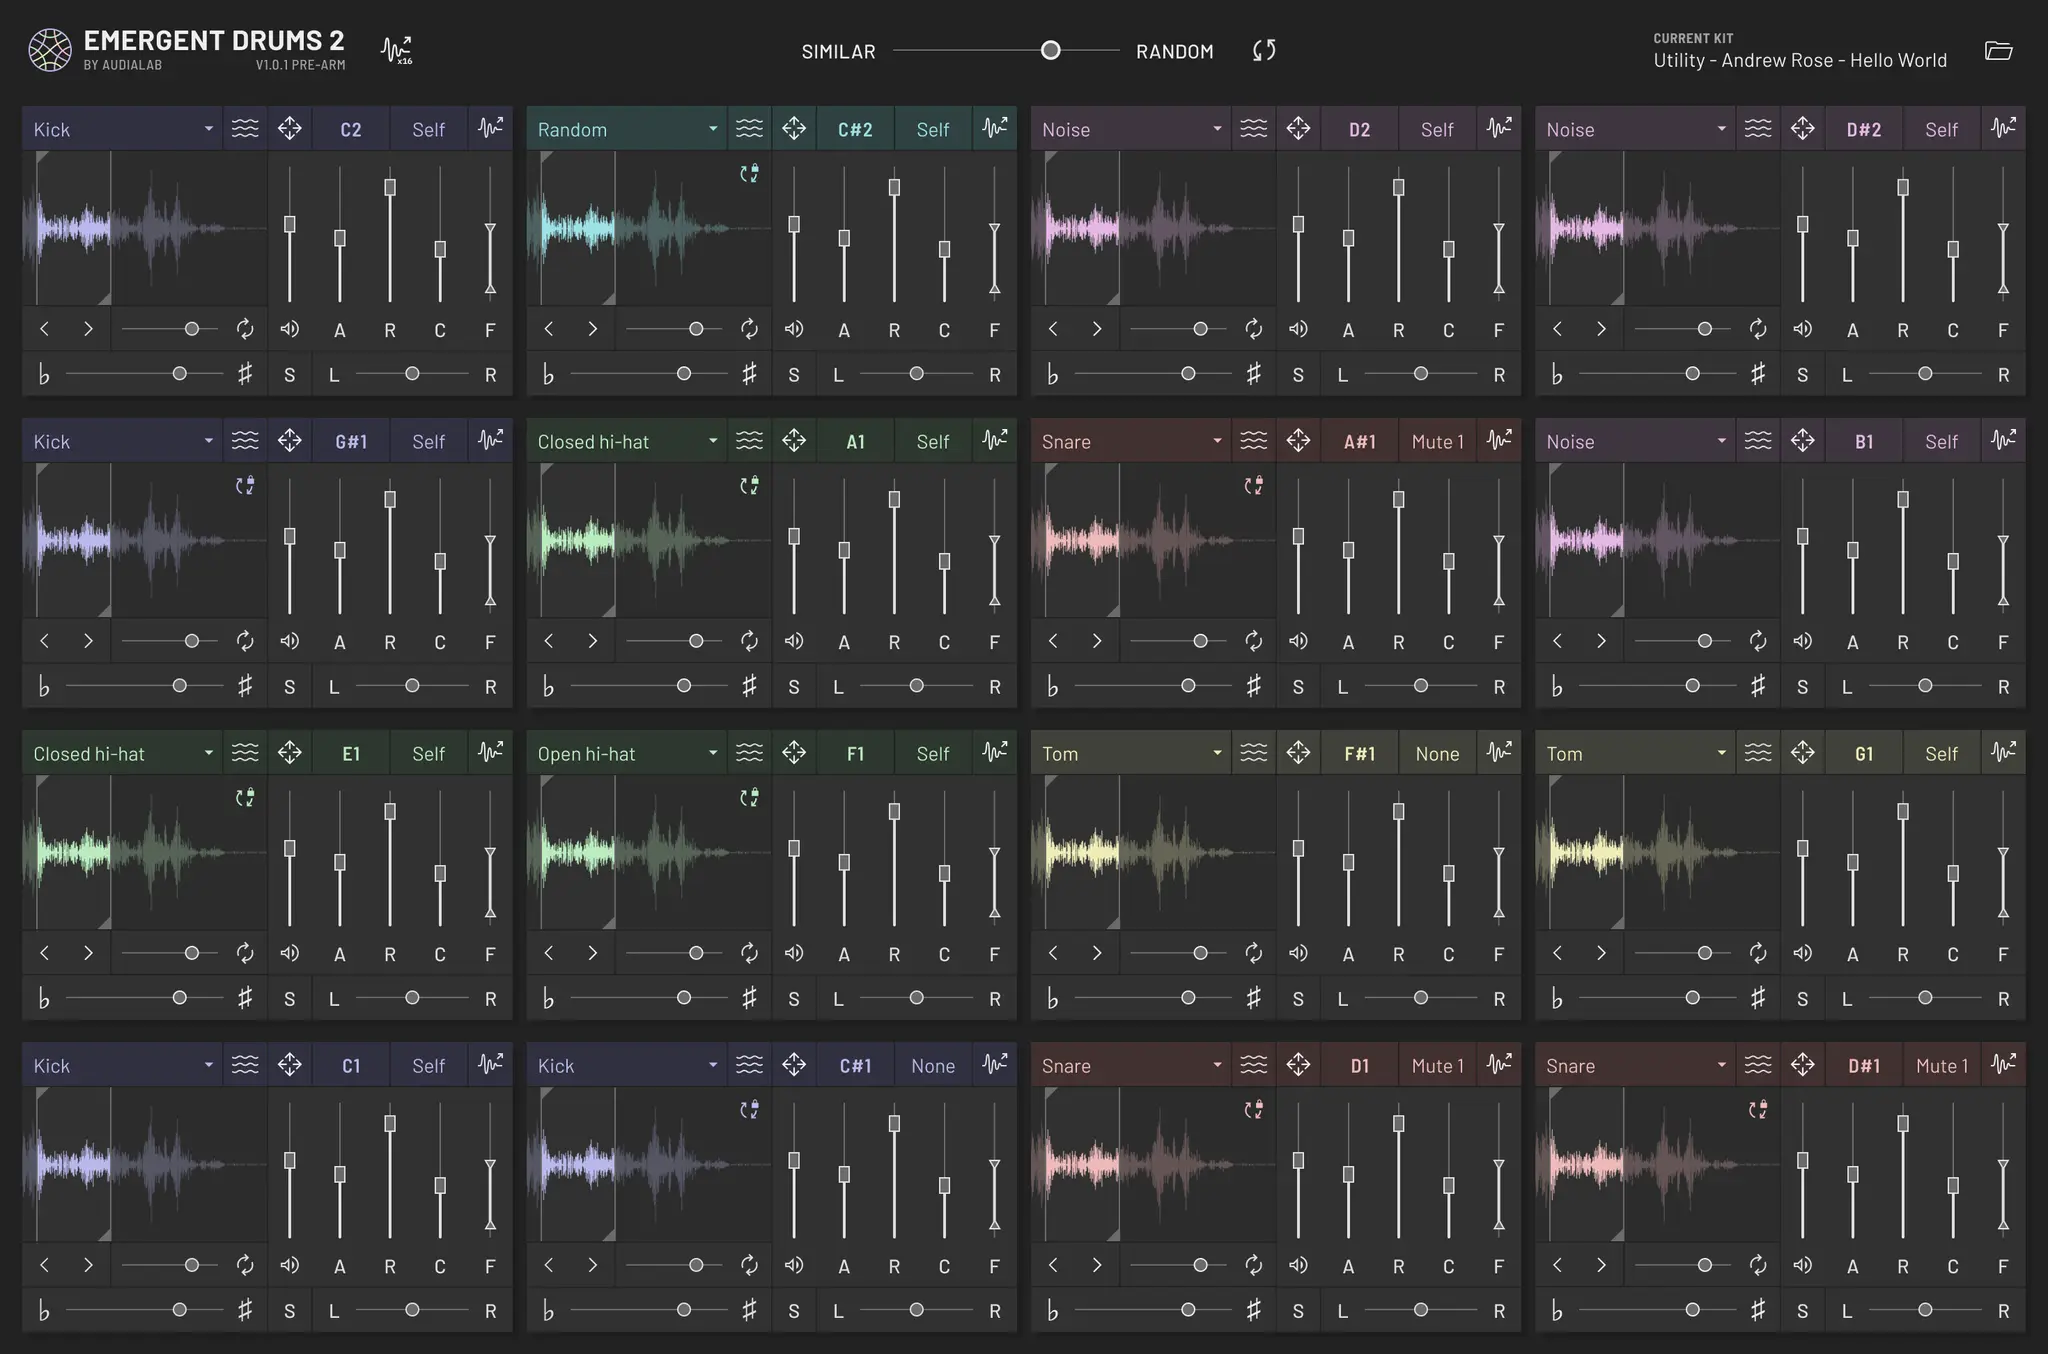 EMERGENT DRUMS 2
BY AUDIALAB V1.0.1 PRE-ARM
x16
SIMILAR RANDOM
CURRENT KIT
Utility - Andrew Rose - Hello World
Kick C2 Self
A R C F
S L R
Random C#2 Self
A R C F
S L R
Noise D2 Self
A R C F
S L R
Noise D#2 Self
A R C F
S L R
Kick G#1 Self
A R C F
S L R
Closed hi-hat A1 Self
A R C F
S L R
Snare A#1 Mute 1
A R C F
S L R
Noise B1 Self
A R C F
S L R
Closed hi-hat E1 Self
A R C F
S L R
Open hi-hat F1 Self
A R C F
S L R
Tom F#1 None
A R C F
S L R
Tom G1 Self
A R C F
S L R
Kick C1 Self
A R C F
S L R
Kick C#1 None
A R C F
S L R
Snare D1 Mute 1
A R C F
S L R
Snare D#1 Mute 1
A R C F
S L R